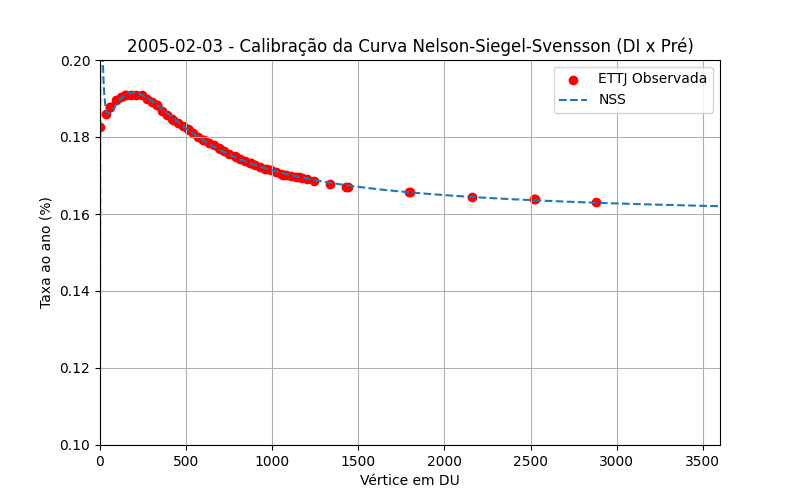 2005-02-03 - Calibração da Curva Nelson-Siegel-Svensson (DI x Pré)
ETTJ Observada
NSS
Taxa ao ano (%)
0.20
0.18
0.16
0.14
0.12
0.10
0
500
1000
1500
2000
2500
3000
3500
Vértice em DU